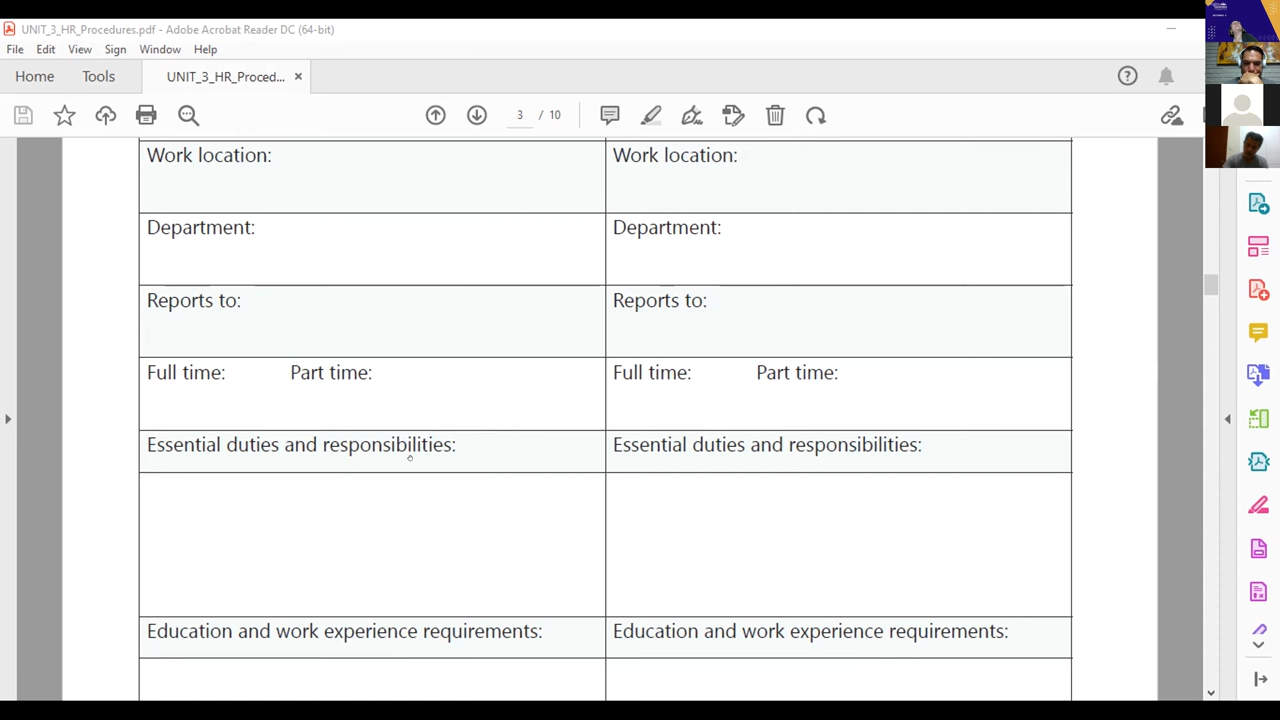 UNIT_3_HR_Procedures.pdf - Adobe Acrobat Reader DC (64-bit)
File Edit View Sign Window Help
Home Tools UNIT_3_HR_Proced... ×
3 / 10
Work location: Work location:
Department: Department:
Reports to: Reports to:
Full time: Part time: Full time: Part time:
Essential duties and responsibilities: Essential duties and responsibilities:
Education and work experience requirements: Education and work experience requirements: